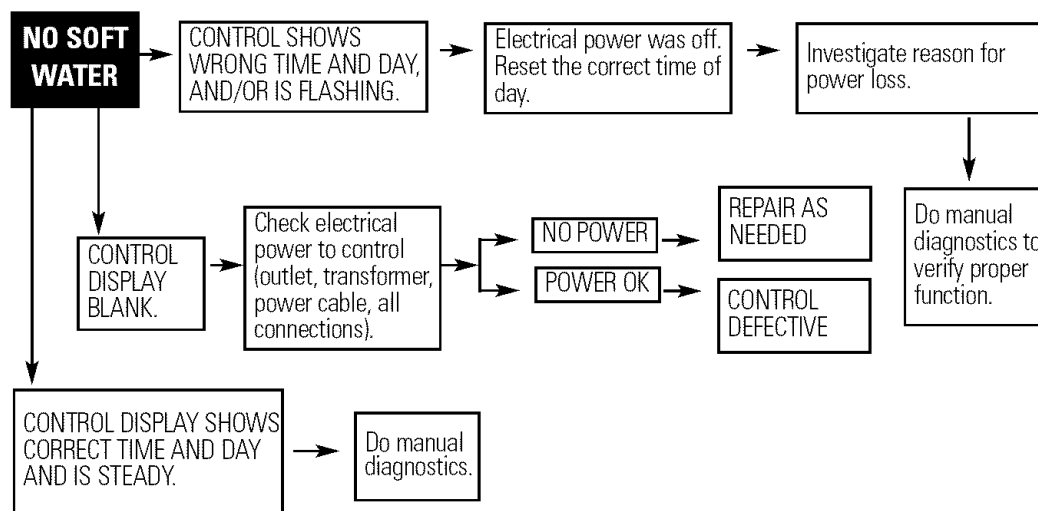 NO SOFT
WATER
CONTROL SHOWS
WRONG TIME AND DAY,
AND/OR IS FLASHING.
Electrical power was off.
Reset the correct time of
day.
Investigate reason for
power loss.
Do manual
diagnostics to
verify proper
function.
CONTROL
DISPLAY
BLANK.
Check electrical
power to control
(outlet, transformer,
power cable, all
connections).
NO POWER
REPAIR AS
NEEDED
POWER OK
CONTROL
DEFECTIVE
CONTROL DISPLAY SHOWS
CORRECT TIME AND DAY
AND IS STEADY.
Do manual
diagnostics.